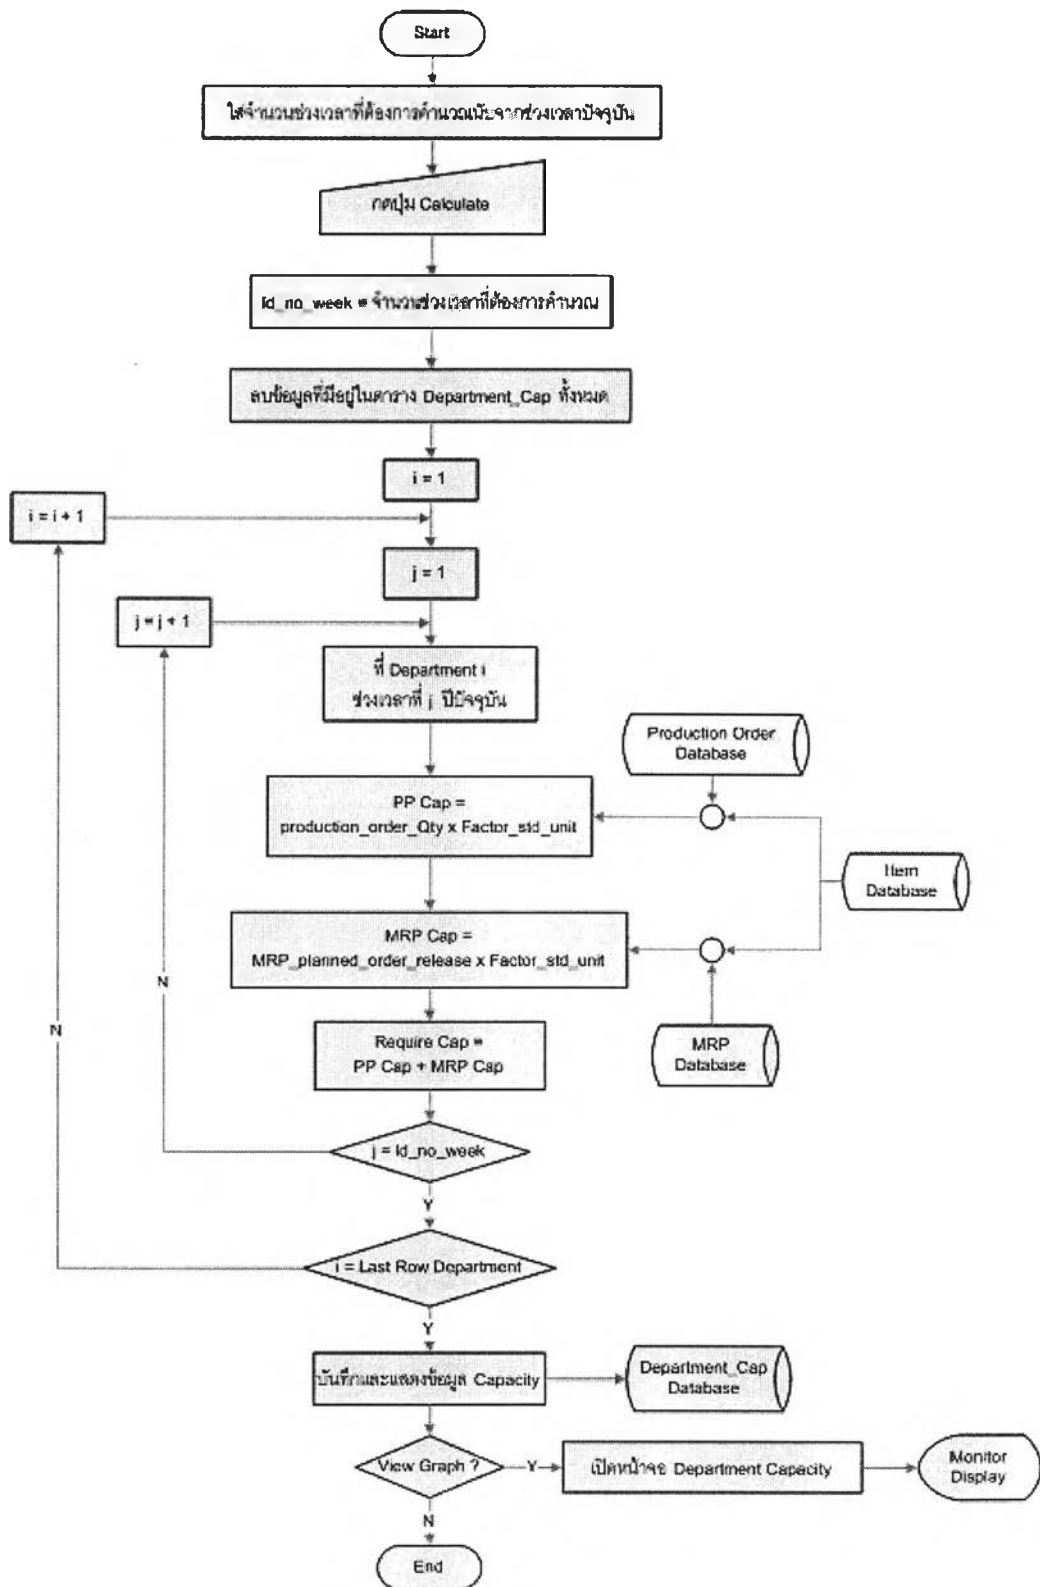 Start
ใส่จำนวนช่วงเวลาที่ต้องการคำนวณนับจากช่วงเวลาปัจจุบัน
กดปุ่ม Calculate
Id_no_week = จำนวนช่วงเวลาที่ต้องการคำนวณ
ลบข้อมูลที่มีอยู่ในตาราง Department_Cap ทั้งหมด
i = 1
i = i + 1
j = 1
j = j + 1
ที่ Department i
ช่วงเวลาที่ j ปีปัจจุบัน
Production Order
Database
PP Cap =
production_order_Qty x Factor_std_unit
Item
Database
MRP Cap =
MRP_planned_order_release x Factor_std_unit
N
N
Require Cap =
PP Cap + MRP Cap
MRP
Database
j = Id_no_week
Y
i = Last Row Department
Y
บันทึกและแสดงข้อมูล Capacity
Department_Cap
Database
View Graph ?
Y
เปิดหน้าจอ Department Capacity
Monitor
Display
N
End